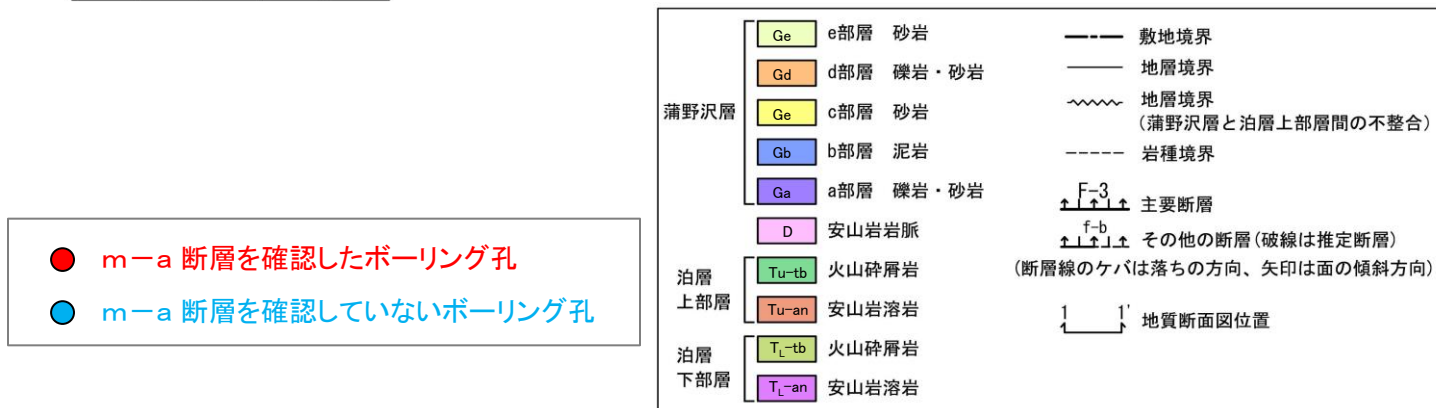 m－a 断層を確認したボーリング孔
m－a 断層を確認していないボーリング孔
蒲野沢層
Ge e部層 砂岩
Gd d部層 礫岩・砂岩
Ge c部層 砂岩
Gb b部層 泥岩
Ga a部層 礫岩・砂岩
D 安山岩岩脈
泊層
上部層
Tu-tb 火山砕屑岩
Tu-an 安山岩溶岩
泊層
下部層
TL-tb 火山砕屑岩
TL-an 安山岩溶岩
敷地境界
地層境界
地層境界
(蒲野沢層と泊層上部層間の不整合)
岩種境界
F-3 主要断層
f-b その他の断層(破線は推定断層)
(断層線のケバは落ちの方向、矢印は面の傾斜方向)
1 1' 地質断面図位置